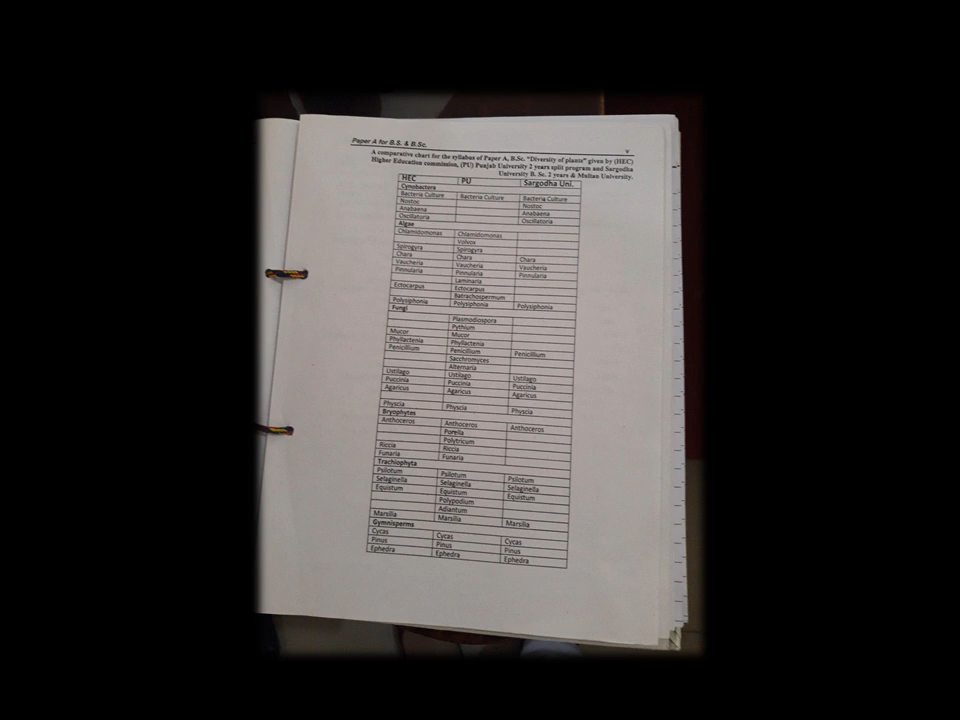 Paper A for B.S. & B.Sc. v
A comparative chart for the syllabus of Paper A, B.Sc. "Diversity of plants" given by (HEC)
Higher Education commission, (PU) Punjab University 2 years split program and Sargodha
University B. Sc. 2 years & Multan University.
HEC PU Sargodha Uni.
Cynobactera
Bacteria Culture Bacteria Culture Bacteria Culture
Nostoc Nostoc
Anabaena Anabaena
Oscillatoria Oscillatoria
Algae
Chlamidomonas Chlamidomonas
Volvox
Spirogyra Spirogyra
Chara Chara Chara
Vaucheria Vaucheria Vaucheria
Pinnularia Pinnularia Pinnularia
Laminaria
Ectocarpus Ectocarpus
Batrachospermum
Polysiphonia Polysiphonia Polysiphonia
Fungi
Plasmodiospora
Pythium
Mucor Mucor
Phyllactenia Phyllactenia
Penicillium Penicillium Penicillium
Sacchromyces
Alternaria
Ustilago Ustilago Ustilago
Puccinia Puccinia Puccinia
Agaricus Agaricus Agaricus
Physcia Physcia Physcia
Bryophytes
Anthoceros Anthoceros Anthoceros
Porella
Polytricum
Riccia Riccia
Funaria Funaria
Trachiophyta
Psilotum Psilotum Psilotum
Selaginella Selaginella Selaginella
Equistum Equistum Equistum
Polypodium
Adiantum
Marsilia Marsilia Marsilia
Gymnisperms
Cycas Cycas Cycas
Pinus Pinus Pinus
Ephedra Ephedra Ephedra